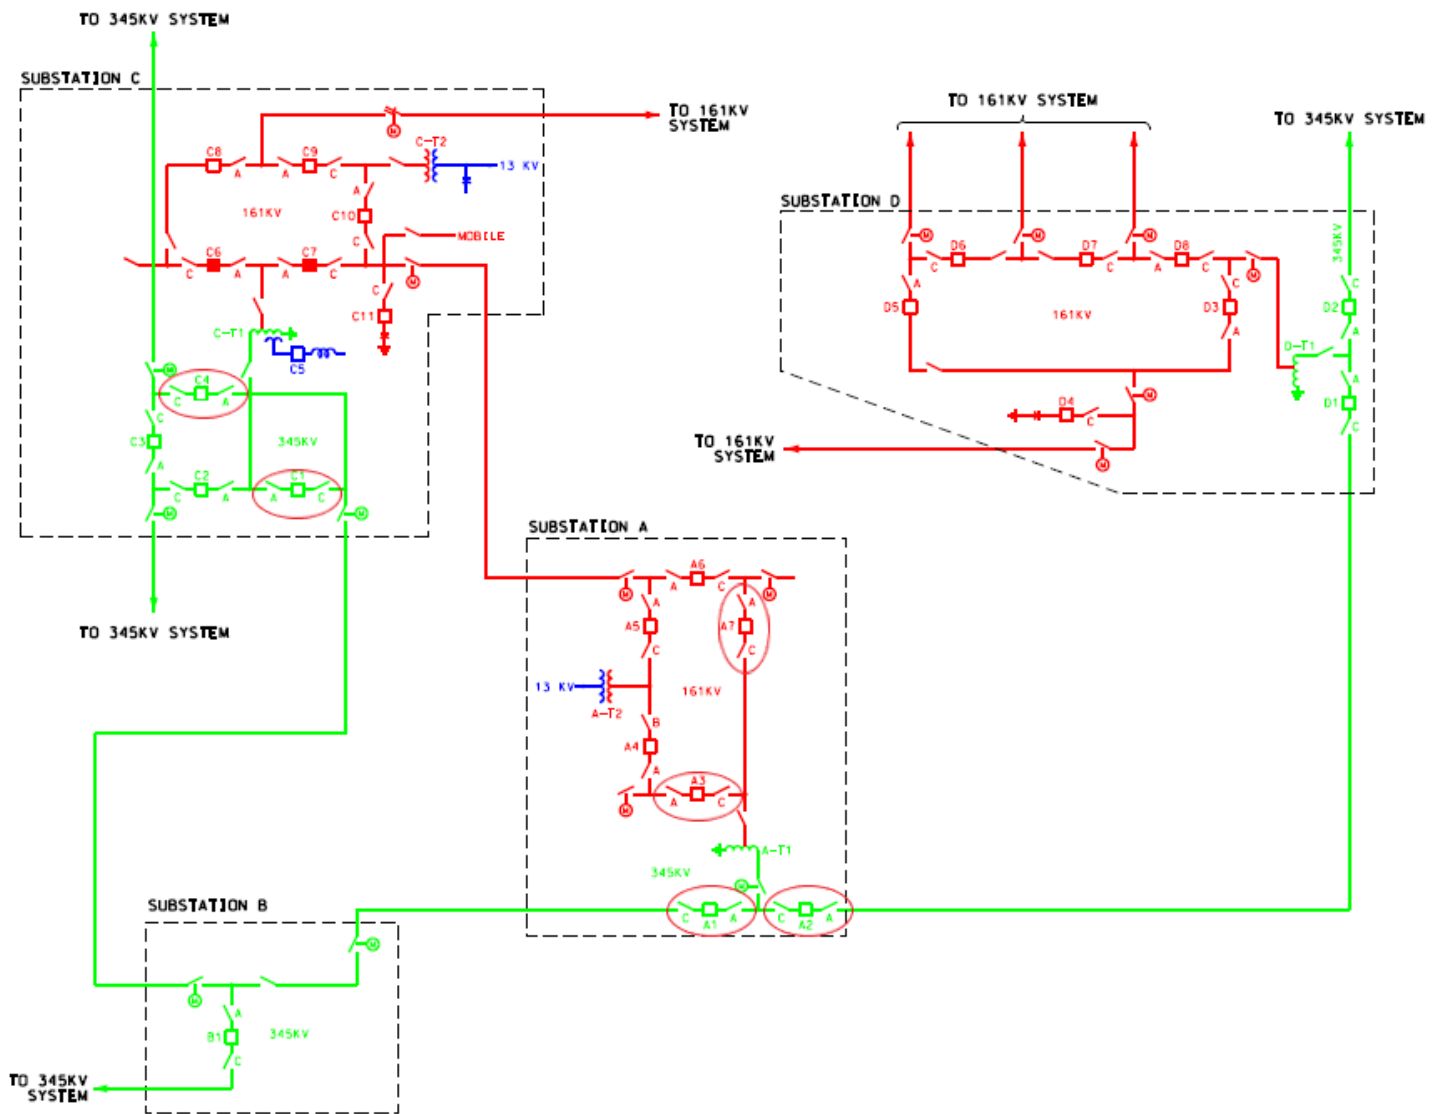 TO 345KV SYSTEM
SUBSTATION C
TO 161KV
SYSTEM
TO 161KV SYSTEM
TO 345KV SYSTEM
M
C8
A
A
C9
C
C-T2
13 KV
A
C10
C
161KV
MOBILE
C
C6
A
A
C7
C
M
C
C11
C-T1
C5
M
C4
C
A
C
C3
A
345KV
C2
C
A
A
C1
C
M
M
TO 345KV SYSTEM
SUBSTATION D
M
M
M
345KV
C
D6
D7
C
A
D8
C
M
A
D5
C
D3
A
161KV
C
D2
A
D-T1
A
D1
C
M
D4
C
TO 161KV
SYSTEM
M
SUBSTATION A
M
A
A6
C
M
A
A5
C
A
A7
C
13 KV
A-T2
161KV
B
A4
A
M
A
A3
C
A-T1
345KV
M
C
A1
A
C
A2
A
SUBSTATION B
M
M
A
B1
C
345KV
TO 345KV
SYSTEM